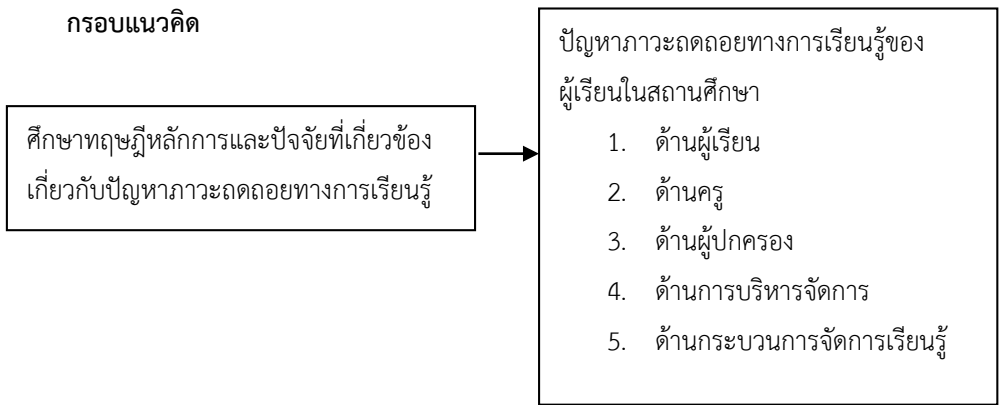 กรอบแนวคิด
ศึกษาทฤษฎีหลักการและปัจจัยที่เกี่ยวข้อง
เกี่ยวกับปัญหาภาวะถดถอยทางการเรียนรู้
ปัญหาภาวะถดถอยทางการเรียนรู้ของ
ผู้เรียนในสถานศึกษา
1. ด้านผู้เรียน
2. ด้านครู
3. ด้านผู้ปกครอง
4. ด้านการบริหารจัดการ
5. ด้านกระบวนการจัดการเรียนรู้